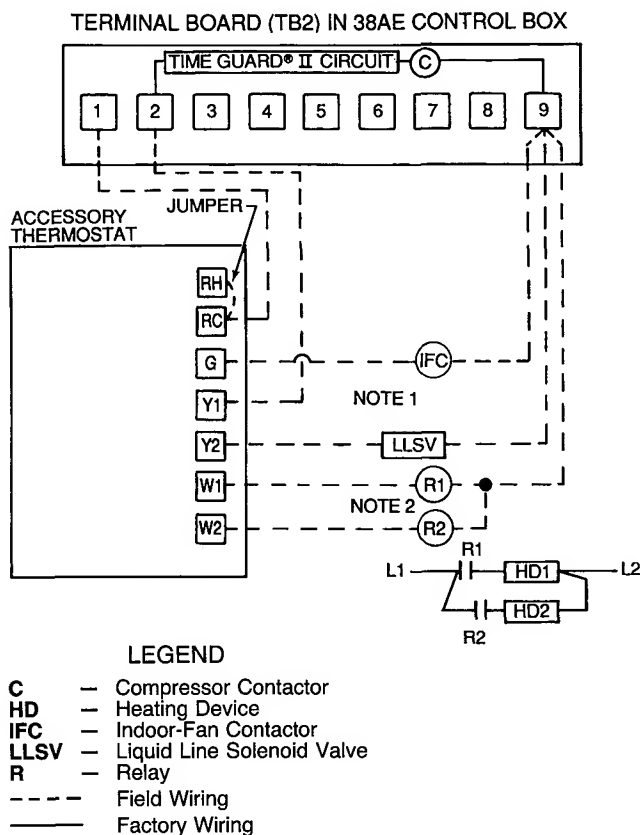 TERMINAL BOARD (TB2) IN 38AE CONTROL BOX
TIME GUARD® II CIRCUIT
C
1 2 3 4 5 6 7 8 9
JUMPER
ACCESSORY
THERMOSTAT
RH
RC
G
IFC
Y1
NOTE 1
Y2
LLSV
W1
R1
NOTE 2
W2
R2
R1
L1
HD1
L2
HD2
R2
LEGEND
C — Compressor Contactor
HD — Heating Device
IFC — Indoor-Fan Contactor
LLSV — Liquid Line Solenoid Valve
R — Relay
Field Wiring
Factory Wiring